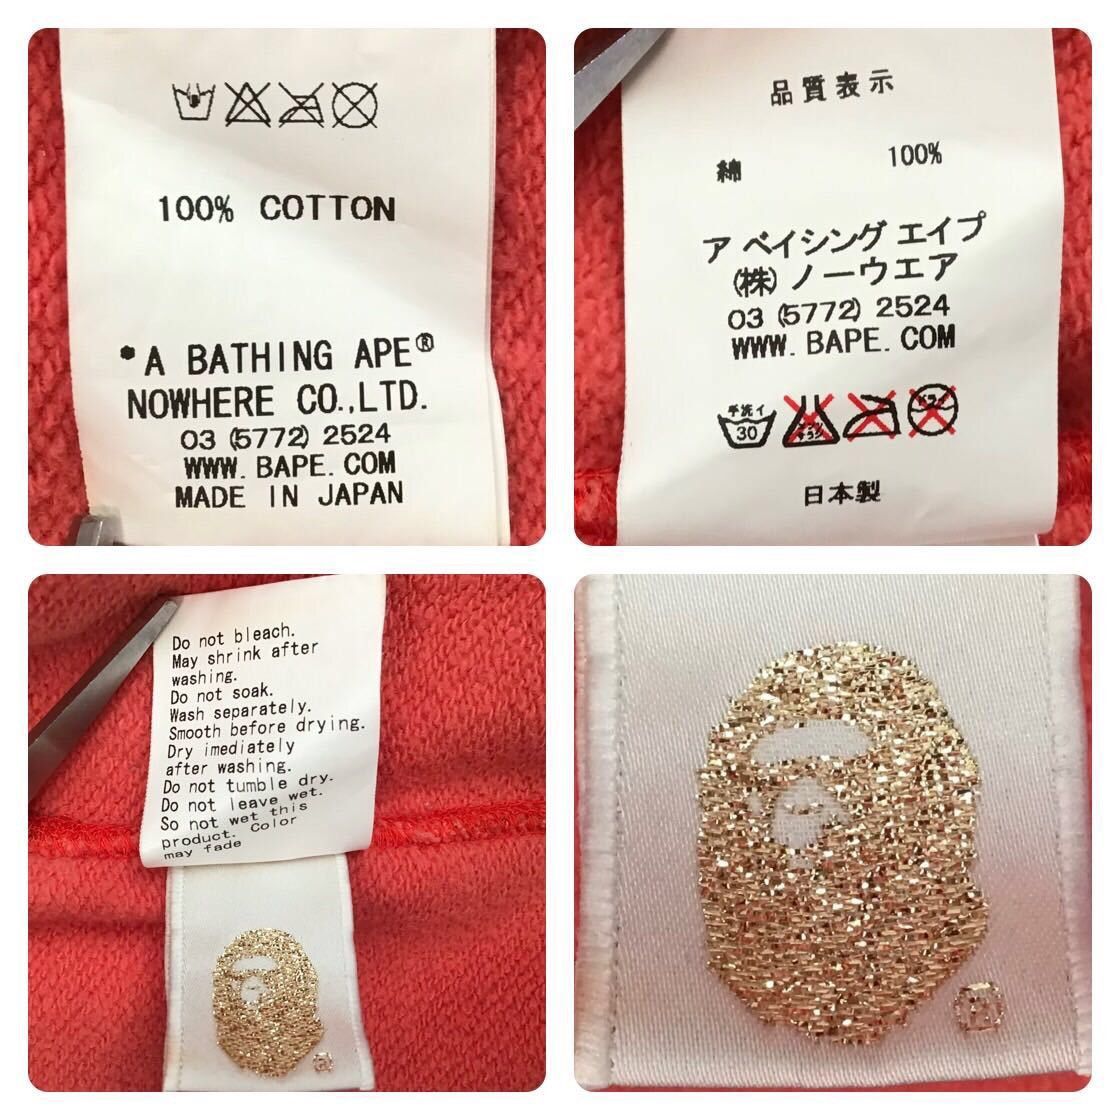 100% COTTON
*A BATHING APE®
NOWHERE CO.,LTD.
03 (5772) 2524
WWW. BAPE. COM
MADE IN JAPAN
品質表示
綿 100%
ア ベイシング エイプ
(株) ノーウエア
03 (5772) 2524
WWW. BAPE. COM
手洗イ
30
日本製
Do not bleach.
May shrink after
washing.
Do not soak.
Wash separately.
Smooth before drying.
Dry imediately
after washing.
Do not tumble dry.
Do not leave wet.
So not wet this
product. Color
may fade